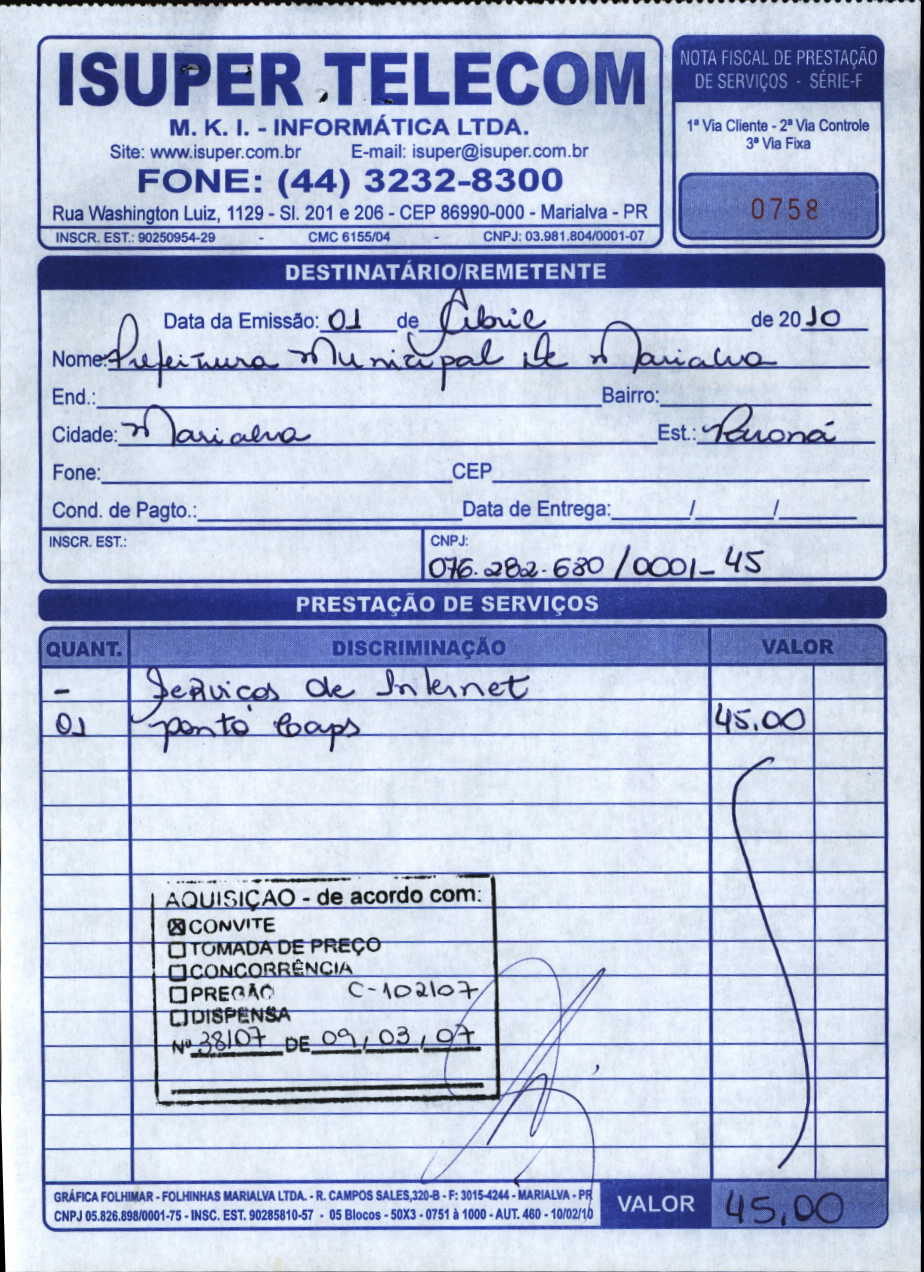 ISUPER TELECOM
M. K. I. - INFORMÁTICA LTDA.
Site: www.isuper.com.br E-mail: isuper@isuper.com.br
FONE: (44) 3232-8300
Rua Washington Luiz, 1129 - Sl. 201 e 206 - CEP 86990-000 - Marialva - PR
INSCR. EST.: 90250954-29 - CMC 6155/04 - CNPJ: 03.981.804/0001-07
NOTA FISCAL DE PRESTAÇÃO
DE SERVIÇOS - SÉRIE-F
1ª Via Cliente - 2ª Via Controle
3ª Via Fixa
0758
DESTINATÁRIO/REMETENTE
Data da Emissão: 01 de Abril de 2010
Nome: Prefeitura Municipal de Marialva
End.: Bairro:
Cidade: Marialva Est.: Paraná
Fone: CEP
Cond. de Pagto.: Data de Entrega: / /
INSCR. EST.: CNPJ:
076.282.680/0001-45
PRESTAÇÃO DE SERVIÇOS
QUANT. DISCRIMINAÇÃO VALOR
- Serviços de Internet
01 ponto Caps 45.00
AQUISIÇAO - de acordo com:
☒ CONVITE
☐ TOMADA DE PREÇO
☐ CONCORRÊNCIA
☐ PREGÃO C-102/07
☐ DISPENSA
Nº 38/07 DE 09/03/07
GRÁFICA FOLHIMAR - FOLHINHAS MARIALVA LTDA. - R. CAMPOS SALES,320-B - F: 3015-4244 - MARIALVA - PR
CNPJ 05.826.898/0001-75 - INSC. EST. 90285810-57 - 05 Blocos - 50X3 - 0751 à 1000 - AUT. 460 - 10/02/10
VALOR 45,00